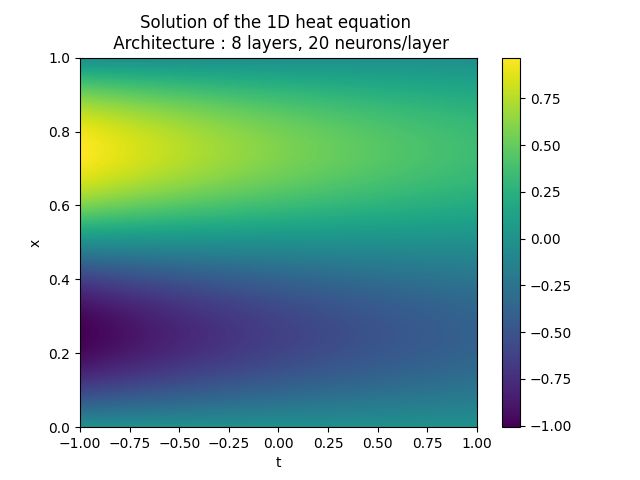 Solution of the 1D heat equation
Architecture : 8 layers, 20 neurons/layer
1.0
0.8
0.6
0.4
0.2
0.0
x
−1.00 −0.75 −0.50 −0.25 0.00 0.25 0.50 0.75 1.00
t
0.75
0.50
0.25
0.00
−0.25
−0.50
−0.75
−1.00